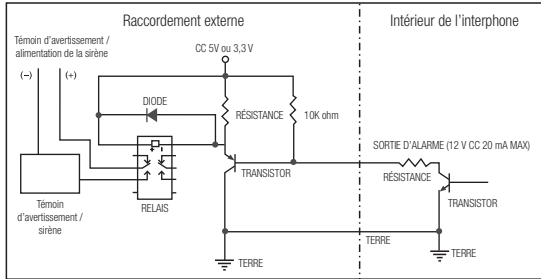 Raccordement externe
Intérieur de l'interphone
Témoin d'avertissement /
alimentation de la sirène
(–)
(+)
CC 5V ou 3,3 V
DIODE
RÉSISTANCE
10K ohm
SORTIE D'ALARME (12 V CC 20 mA MAX)
TRANSISTOR
RÉSISTANCE
TRANSISTOR
RELAIS
Témoin
d'avertissement /
sirène
TERRE
TERRE
TERRE